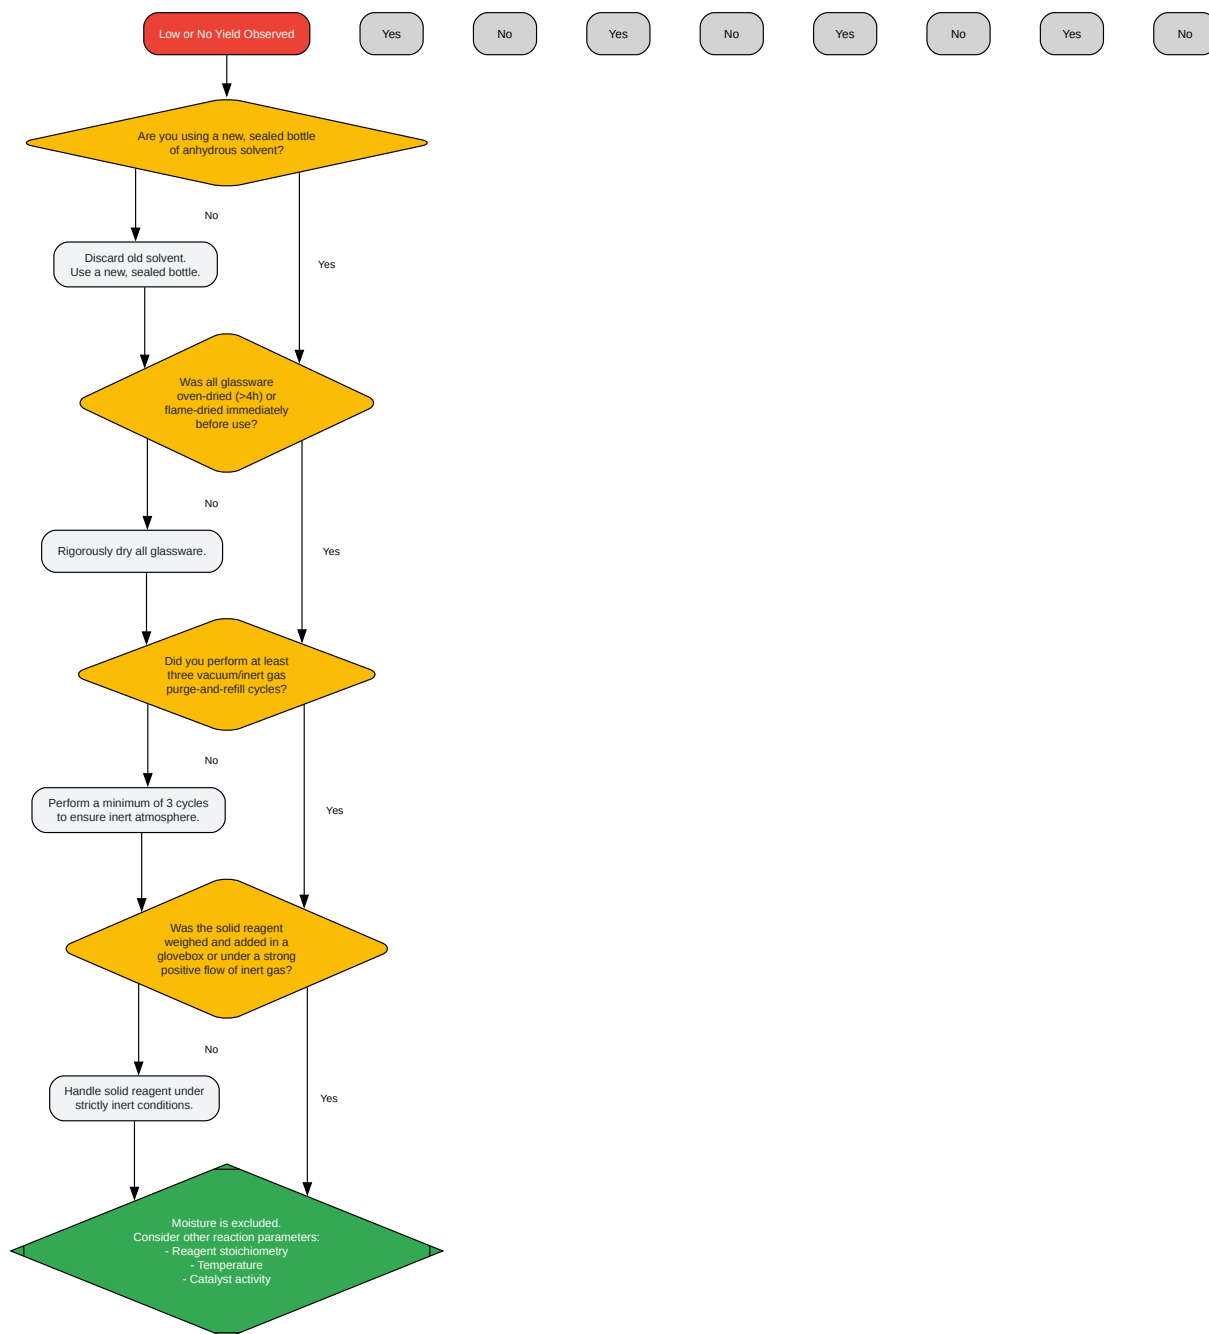 Low or No Yield Observed
Yes
No
Yes
No
Yes
No
Yes
No
Are you using a new, sealed bottle
of anhydrous solvent?
No
Discard old solvent.
Use a new, sealed bottle.
Yes
Was all glassware
oven-dried (>4h) or
flame-dried immediately
before use?
No
Rigorously dry all glassware.
Yes
Did you perform at least
three vacuum/inert gas
purge-and-refill cycles?
No
Perform a minimum of 3 cycles
to ensure inert atmosphere.
Yes
Was the solid reagent
weighed and added in a
glovebox or under a strong
positive flow of inert gas?
No
Handle solid reagent under
strictly inert conditions.
Yes
Moisture is excluded.
Consider other reaction parameters:
- Reagent stoichiometry
- Temperature
- Catalyst activity